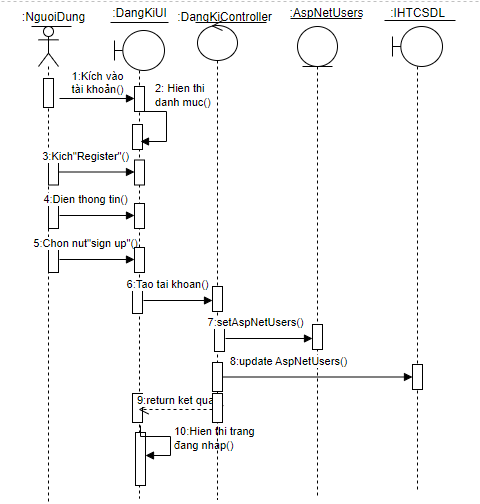 :NguoiDung
:DangKiUI
:DangKiController
:AspNetUsers
:IHTCSDL
1:Kích vào
tài khoản()
2: Hien thi
danh muc()
3:Kich"Register"()
4:Dien thong tin()
5:Chon nut"sign up"()
6:Tao tai khoan()
7:setAspNetUsers()
8:update AspNetUsers()
9:return ket qua
10:Hien thi trang
đang nhap()